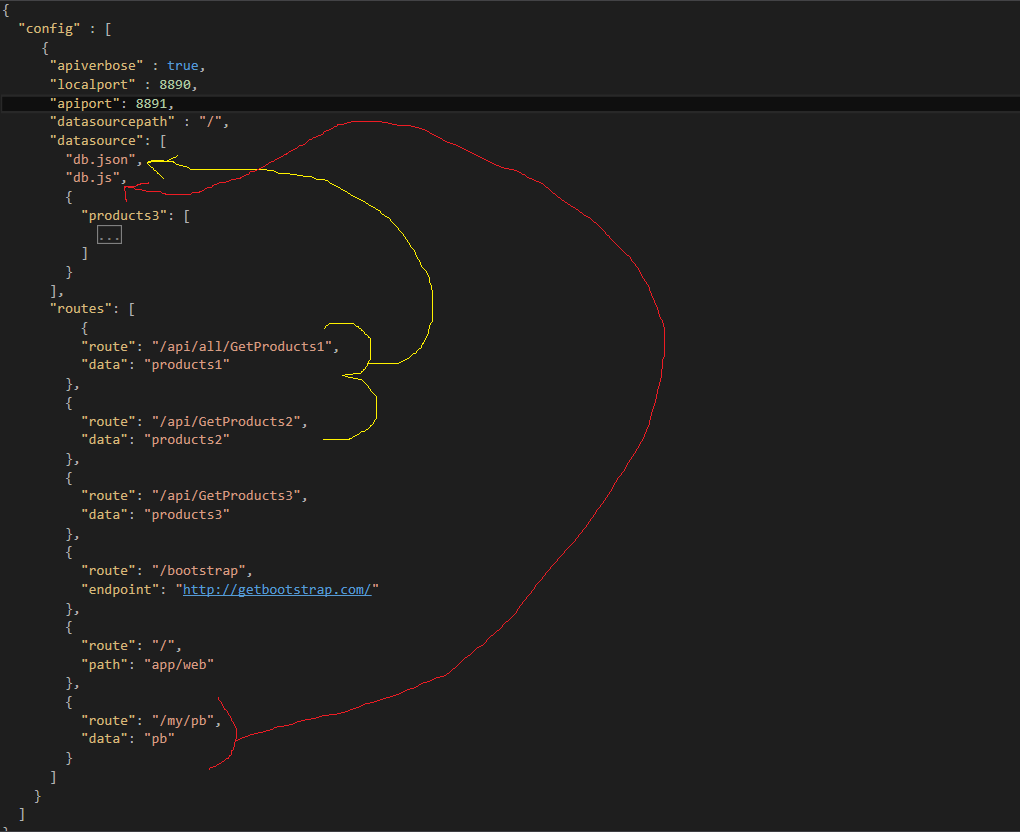 {
"config" : [
{
"apiverbose" : true,
"localport" : 8890,
"apiport": 8891,
"datasourcepath" : "/",
"datasource": [
"db.json",
"db.js",
{
"products3": [
...
]
}
],
"routes": [
{
"route": "/api/all/GetProducts1",
"data": "products1"
},
{
"route": "/api/GetProducts2",
"data": "products2"
},
{
"route": "/api/GetProducts3",
"data": "products3"
},
{
"route": "/bootstrap",
"endpoint": "http://getbootstrap.com/"
},
{
"route": "/",
"path": "app/web"
},
{
"route": "/my/pb",
"data": "pb"
}
]
}
]
}